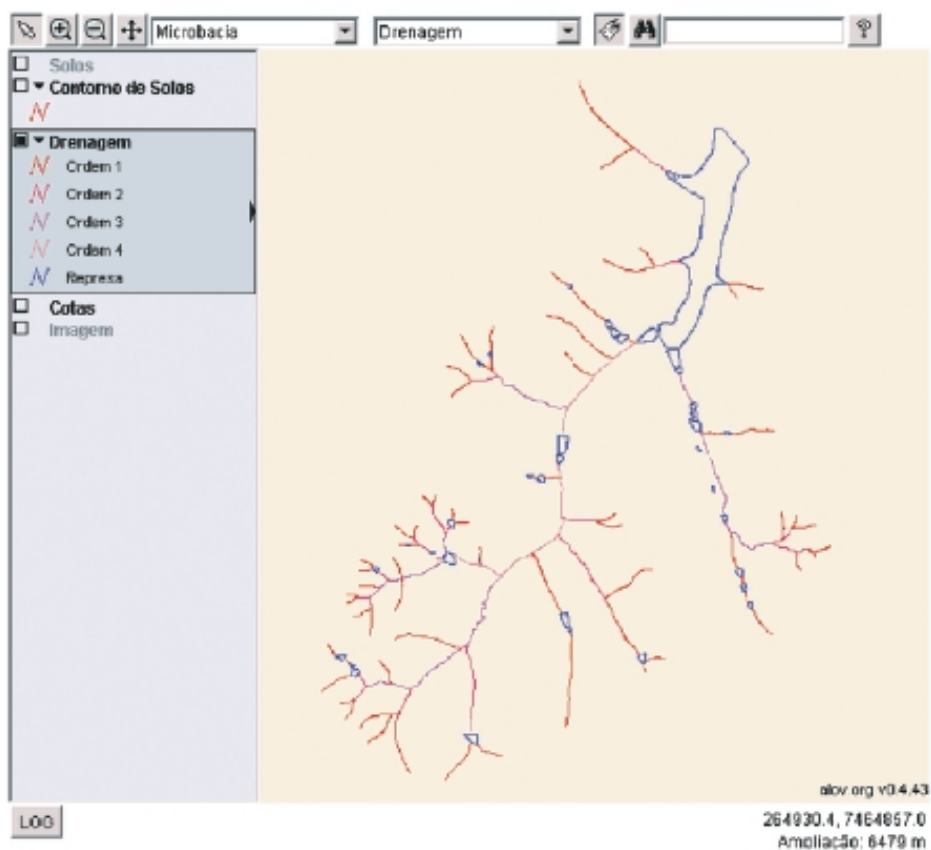 Microbacia
Drenagem
Solos
Contorno de Solos
Drenagem
Ordem 1
Ordem 2
Ordem 3
Ordem 4
Represa
Cotas
Imagem
alov.org v0.4.43
LOG
264930.4, 7464857.0
Ampliação: 6479 m